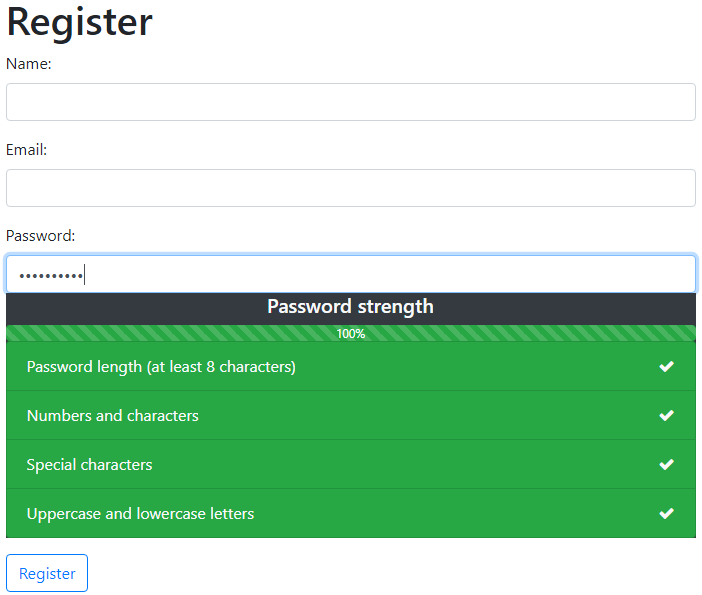 Register
Name:
Email:
Password:
••••••••••
Password strength
100%
Password length (at least 8 characters)
Numbers and characters
Special characters
Uppercase and lowercase letters
Register